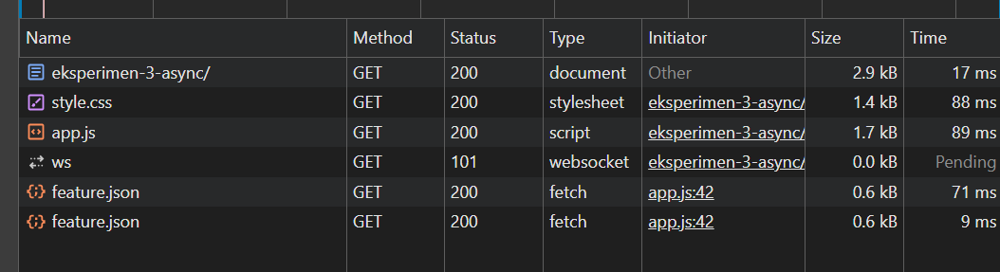 Name Method Status Type Initiator Size Time
eksperimen-3-async/ GET 200 document Other 2.9 kB 17 ms
style.css GET 200 stylesheet eksperimen-3-async/ 1.4 kB 88 ms
app.js GET 200 script eksperimen-3-async/ 1.7 kB 89 ms
ws GET 101 websocket eksperimen-3-async/ 0.0 kB Pending
feature.json GET 200 fetch app.js:42 0.6 kB 71 ms
feature.json GET 200 fetch app.js:42 0.6 kB 9 ms